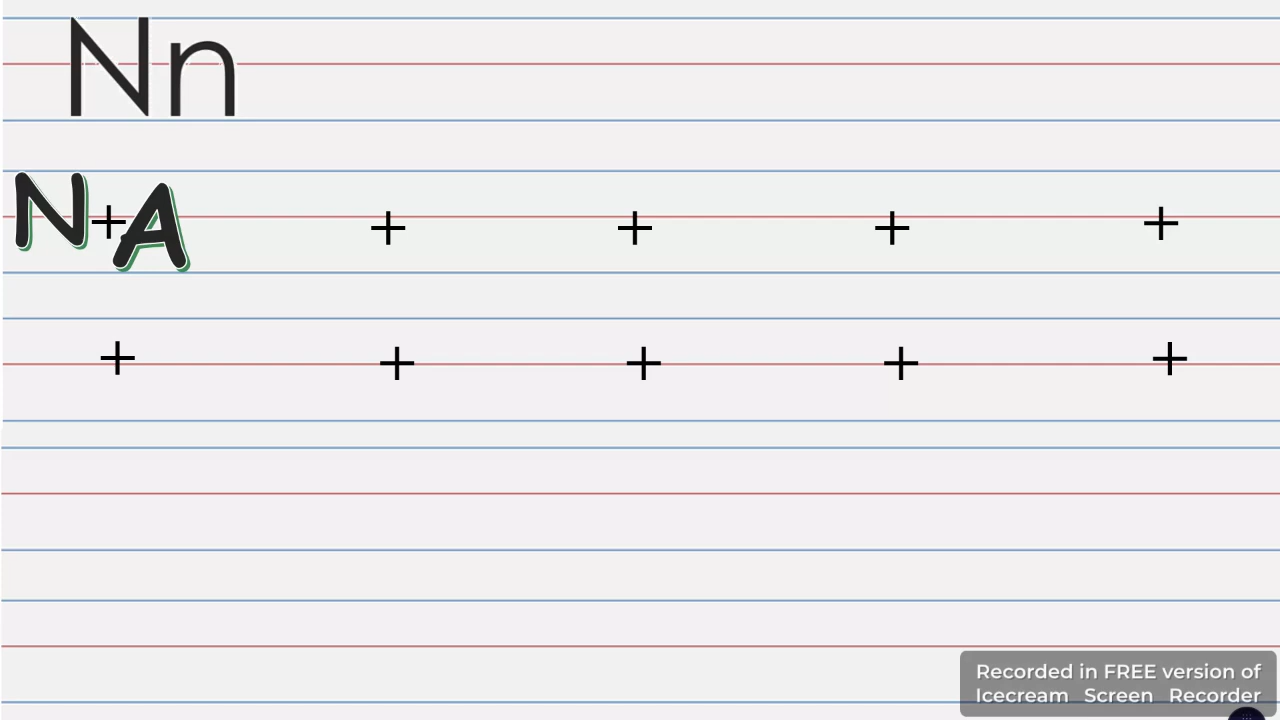 Nn
N+A + + + +
+ + + + +
Recorded in FREE version of
Icecream Screen Recorder